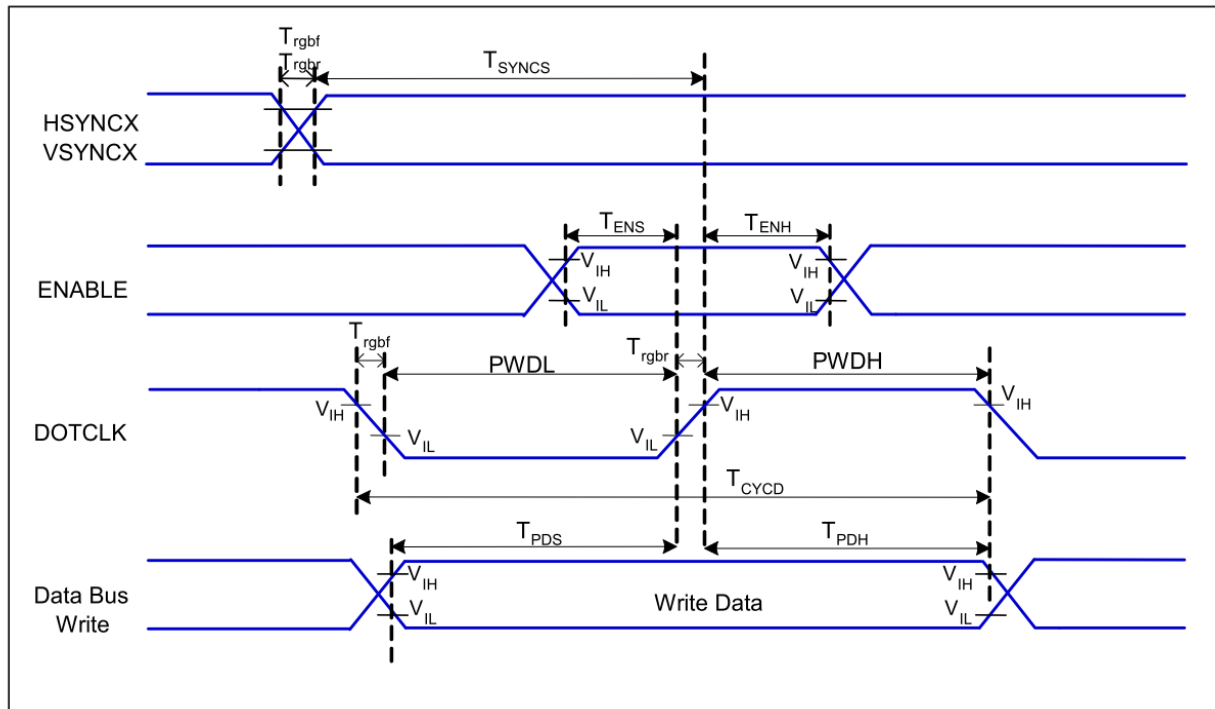 Trgbf
Trgbr
TSYNCS
HSYNCX
VSYNCX
TENS
TENH
VIH
VIH
ENABLE
VIL
VIL
Trgbf
PWDL
Trgbr
PWDH
VIH
VIH
VIH
DOTCLK
VIL
VIL
TCYCD
TPDS
TPDH
VIH
VIH
Data Bus
Write
Write Data
VIL
VIL